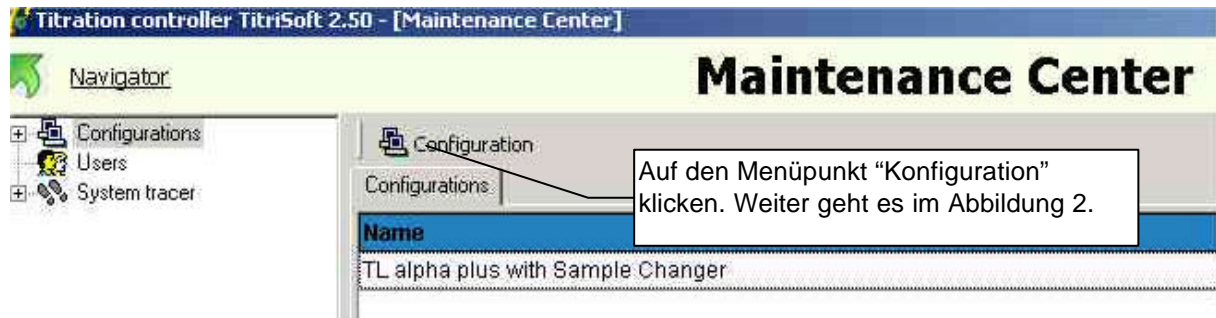 Titration controller TitriSoft 2.50 - [Maintenance Center]
Navigator
Maintenance Center
Configurations
Users
System tracer
Configuration
Configurations
Auf den Menüpunkt “Konfiguration”
klicken. Weiter geht es im Abbildung 2.
Name
TL alpha plus with Sample Changer